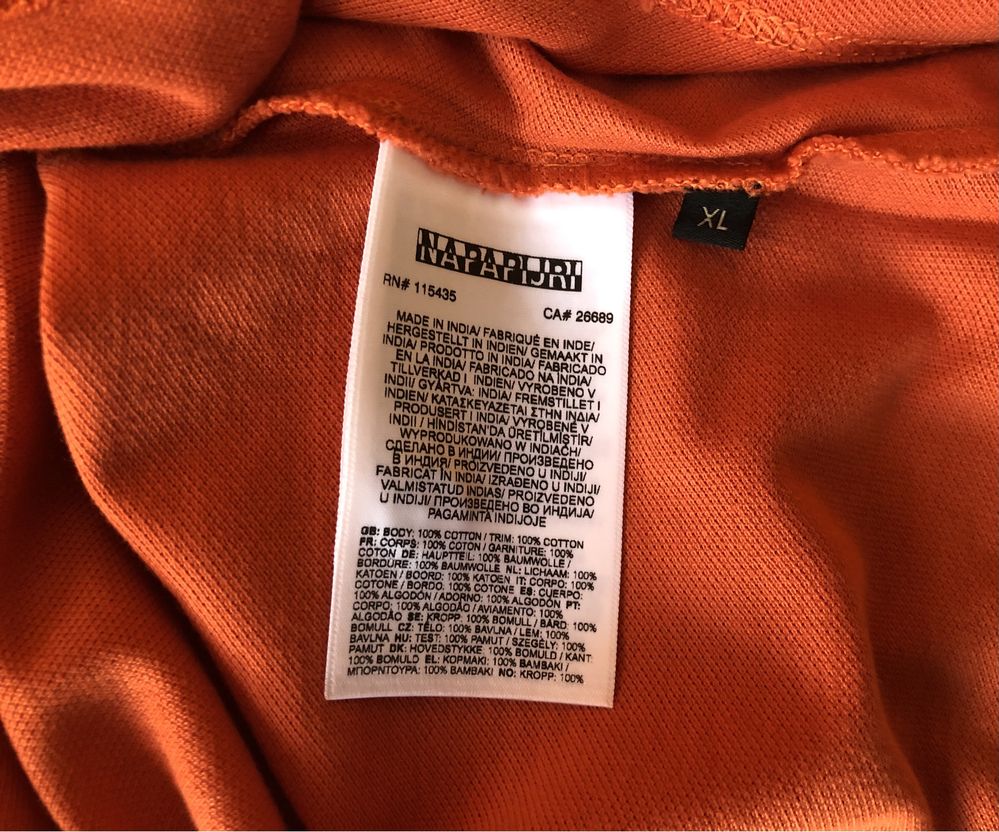 NAPAPIJRI
XL
RN# 115435
CA# 26689
MADE IN INDIA/ FABRIQUÉ EN INDE/
HERGESTELLT IN INDIEN/ GEMAAKT IN
INDIA/ PRODOTTO IN INDIA/ FABRICADO
EN LA INDIA/ FABRICADO NA INDIA/
TILLVERKAD I INDIEN/ VYROBENO V
INDII/ GYÁRTVA: INDIA/ FREMSTILLET I
INDIEN/ ΚΑΤΑΣΚΕΥΑΖΕΤΑΙ ΣΤΗΝ ΙΝΔΙΑ/
PRODUSERT I INDIA/ VYROBENÉ V
INDII / HİNDİSTAN'DA ÜRETİLMİŞTİR/
WYPRODUKOWANO W INDIACH/
СДЕЛАНО В ИНДИИ/ ПРОИЗВЕДЕНО
В ИНДИЯ/ PROIZVEDENO U INDIJI/
FABRICAT ÎN INDIA/ IZRAĐENO U INDIJI/
VALMISTATUD INDIAS/ PROIZVEDENO
U INDIJI/ ПРОИЗВЕДЕНО ВО ИНДИЈА/
PAGAMINTA INDIJOJE
GB: BODY: 100% COTTON / TRIM: 100% COTTON
FR: CORPS: 100% COTON / GARNITURE: 100%
COTON DE: HAUPTTEIL: 100% BAUMWOLLE /
BORDÜRE: 100% BAUMWOLLE NL: LICHAAM: 100%
KATOEN / BOORD: 100% KATOEN IT: CORPO: 100%
COTONE / BORDO: 100% COTONE ES: CUERPO:
100% ALGODÓN / ADORNO: 100% ALGODÓN PT:
CORPO: 100% ALGODÃO / AVIAMENTO: 100%
ALGODÃO SE: KROPP: 100% BOMULL / BÅRD: 100%
BOMULL CZ: TĚLO: 100% BAVLNA / LEM: 100%
BAVLNA HU: TEST: 100% PAMUT / SZEGÉLY: 100%
PAMUT DK: HOVEDSTYKKE: 100% BOMULD / KANT:
100% BOMULD EL: ΚΟΡΜΑΚΙ: 100% ΒΑΜΒΑΚΙ /
ΜΠΟΡΝΤΟΥΡΑ: 100% ΒΑΜΒΑΚΙ NO: KROPP: 100%